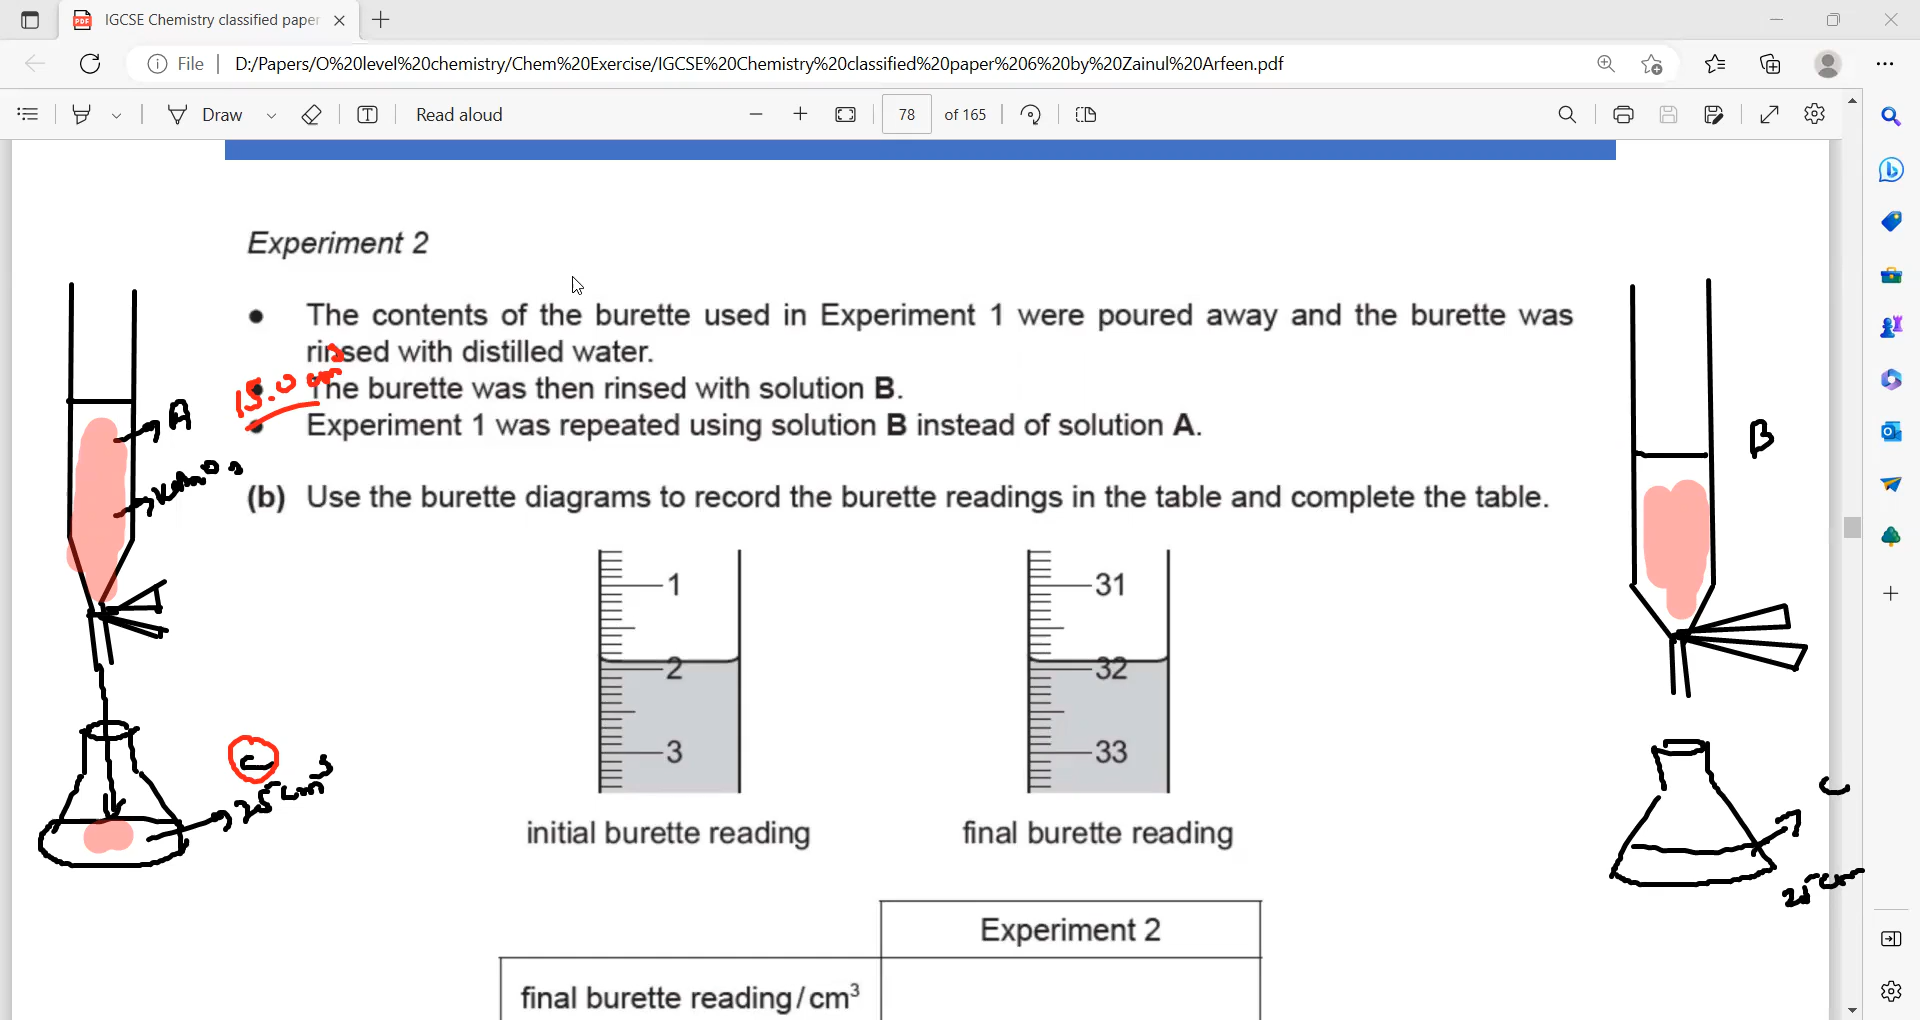 IGCSE Chemistry classified paper
File
D:/Papers/O%20level%20chemistry/Chem%20Exercise/IGCSE%20Chemistry%20classified%20paper%206%20by%20Zainul%20Arfeen.pdf
Draw
Read aloud
78
of 165
Experiment 2
• The contents of the burette used in Experiment 1 were poured away and the burette was
rinsed with distilled water.
• The burette was then rinsed with solution B.
• Experiment 1 was repeated using solution B instead of solution A.
15.0 cm³
A
B
(b) Use the burette diagrams to record the burette readings in the table and complete the table.
1
2
3
initial burette reading
31
32
33
final burette reading
C
25 cm³
C
25 cm
Experiment 2
final burette reading/cm³